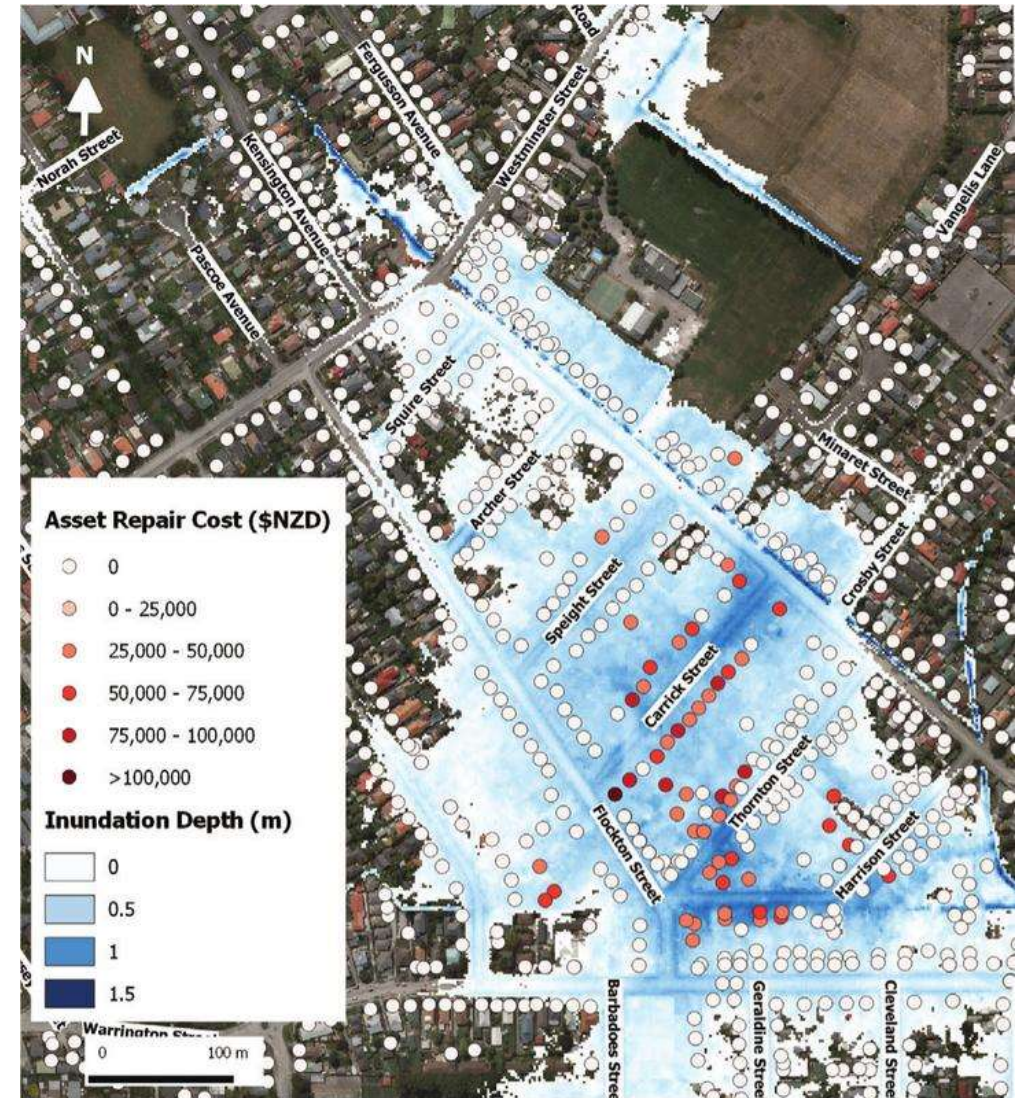 N
Road
Fergusson Avenue
Westminster Street
Norah Street
Kensington Avenue
Vangelis Lane
Pascoe Avenue
Squire Street
Minaret Street
Archer Street
Crosby Street
Speight Street
Carrick Street
Thornton Street
Flockton Street
Harrison Street
Barbadoes Street
Geraldine Street
Cleveland Street
Asset Repair Cost ($NZD)
0
0 - 25,000
25,000 - 50,000
50,000 - 75,000
75,000 - 100,000
>100,000
Inundation Depth (m)
0
0.5
1
1.5
Warrington Street
0 100 m